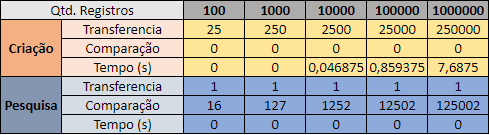 Qtd. Registros 100 1000 10000 100000 1000000
Criação Transferencia 25 250 2500 25000 250000
Comparação 0 0 0 0 0
Tempo (s) 0 0 0,046875 0,859375 7,6875
Pesquisa Transferencia 1 1 1 1 1
Comparação 16 127 1252 12502 125002
Tempo (s) 0 0 0 0 0